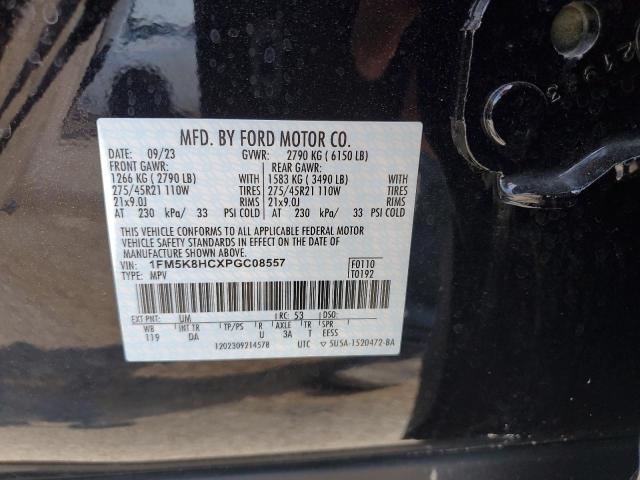 MFD. BY FORD MOTOR CO.
DATE: 09/23 GVWR: 2790 KG ( 6150 LB)
FRONT GAWR: REAR GAWR:
1266 KG ( 2790 LB) WITH 1583 KG ( 3490 LB) WITH
275/45R21 110W TIRES 275/45R21 110W TIRES
21x9.0J RIMS 21x9.0J RIMS
AT 230 kPa/ 33 PSI COLD AT 230 kPa/ 33 PSI COLD
THIS VEHICLE CONFORMS TO ALL APPLICABLE FEDERAL MOTOR
VEHICLE SAFETY AND BUMPER STANDARDS IN EFFECT ON THE DATE OF
MANUFACTURE SHOWN ABOVE.
VIN: 1FM5K8HCXPGC08557 F0110
TYPE: MPV T0192
EXT PNT: UM RC: 53 DSO:
WB INT TR TP/PS R AXLE TR SPR
119 DA U 3A T EESS
1202309214578 UTC 5U5A-1520472-BA